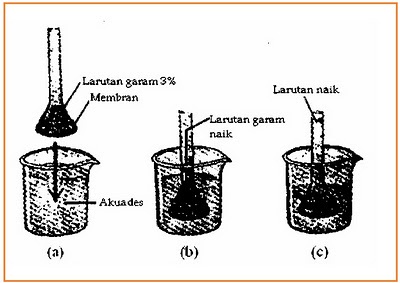 Larutan garam 3%
Membran
Larutan naik
Larutan garam
naik
Akuades
(a)
(b)
(c)